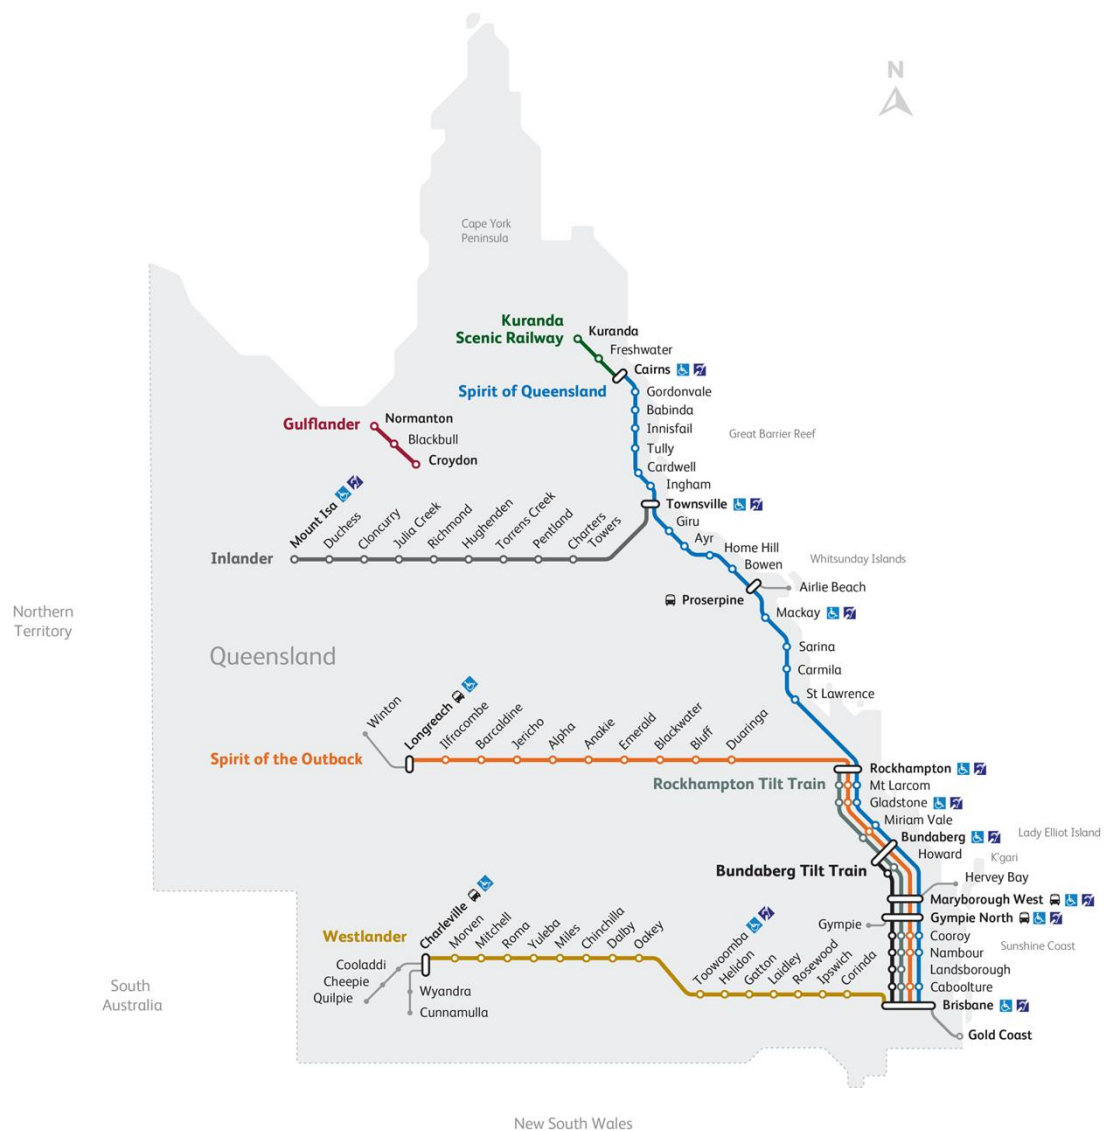 N
Cape York
Peninsula
Kuranda
Scenic Railway
Kuranda
Freshwater
Cairns
Spirit of Queensland
Gordonvale
Babinda
Innisfail
Tully
Cardwell
Ingham
Townsville
Great Barrier Reef
Gulflander
Normanton
Blackbull
Croydon
Inlander
Mount Isa
Duchess
Cloncurry
Julia Creek
Richmond
Hughenden
Torrens Creek
Pentland
Charters
Towers
Giru
Ayr
Home Hill
Bowen
Whitsunday Islands
Airlie Beach
Proserpine
Mackay
Sarina
Carmila
St Lawrence
Northern
Territory
Queensland
Winton
Longreach
Ilfracombe
Barcaldine
Jericho
Alpha
Anakie
Emerald
Blackwater
Bluff
Duaringa
Spirit of the Outback
Rockhampton
Rockhampton Tilt Train
Mt Larcom
Gladstone
Miriam Vale
Bundaberg
Lady Elliot Island
Howard
K'gari
Bundaberg Tilt Train
Hervey Bay
Maryborough West
Gympie North
Gympie
Cooroy
Sunshine Coast
Nambour
Landsborough
Caboolture
Brisbane
Gold Coast
Westlander
Charleville
Morven
Mitchell
Roma
Yuleba
Miles
Chinchilla
Dalby
Oakey
Toowoomba
Helidon
Gatton
Laidley
Rosewood
Ipswich
Corinda
Cooladdi
Cheepie
Quilpie
Wyandra
Cunnamulla
South
Australia
New South Wales